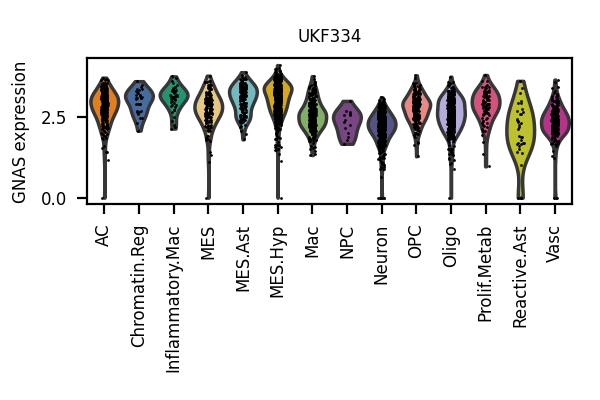 UKF334
GNAS expression
2.5
0.0
AC
Chromatin.Reg
Inflammatory.Mac
MES
MES.Ast
MES.Hyp
Mac
NPC
Neuron
OPC
Oligo
Prolif.Metab
Reactive.Ast
Vasc